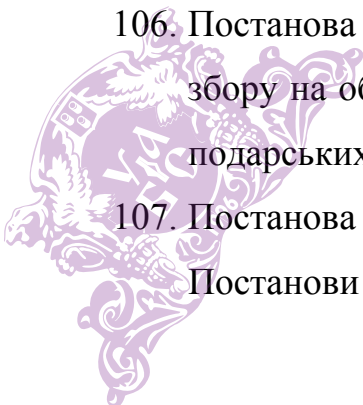 106. Постанова
збору на об
подарських
107. Постанова
Постанови